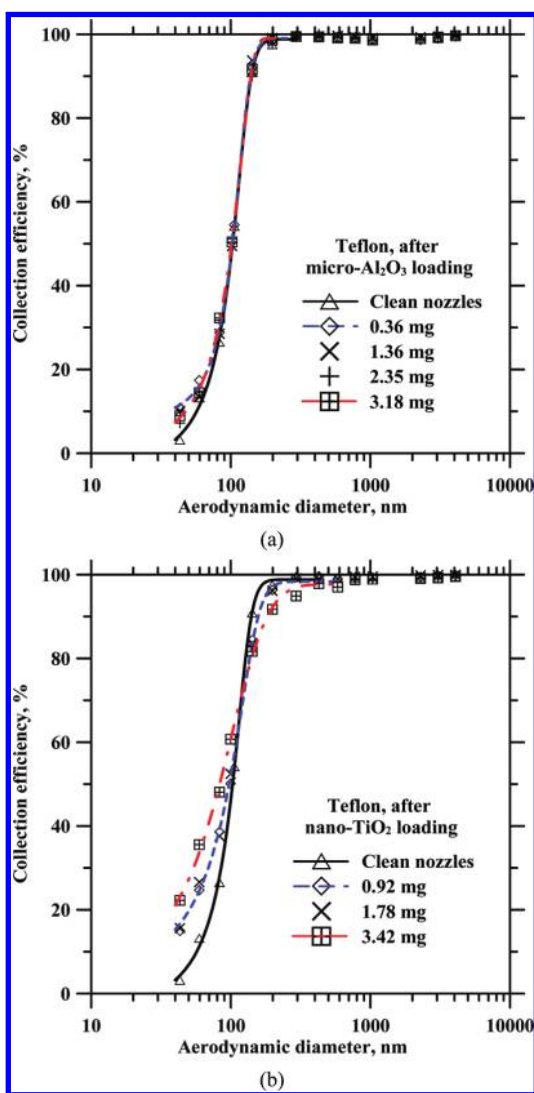 100
80
60
40
20
0
Collection efficiency, %
Teflon, after
micro-Al₂O₃ loading
Clean nozzles
0.36 mg
1.36 mg
2.35 mg
3.18 mg
10 100 1000 10000
Aerodynamic diameter, nm
(a)
100
80
60
40
20
0
Collection efficiency, %
Teflon, after
nano-TiO₂ loading
Clean nozzles
0.92 mg
1.78 mg
3.42 mg
10 100 1000 10000
Aerodynamic diameter, nm
(b)